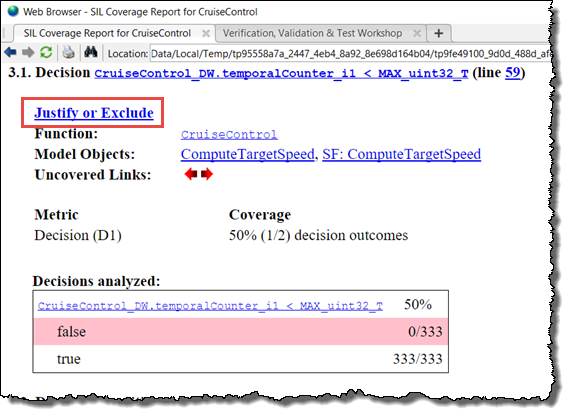 Web Browser - SIL Coverage Report for CruiseControl
SIL Coverage Report for CruiseControl × Verification, Validation & Test Workshop × +
Location: Data/Local/Temp/tp95558a7a_2447_4eb4_8a92_8e698d164b04/tp9fe49100_9d0d_488d_af
3.1. Decision CruiseControl_DW.temporalCounter_i1 < MAX_uint32_T (line 59)
Justify or Exclude
Function: CruiseControl
Model Objects: ComputeTargetSpeed, SF: ComputeTargetSpeed
Uncovered Links:
Metric Coverage
Decision (D1) 50% (1/2) decision outcomes
Decisions analyzed:
CruiseControl_DW.temporalCounter_i1 < MAX_uint32_T 50%
false 0/333
true 333/333